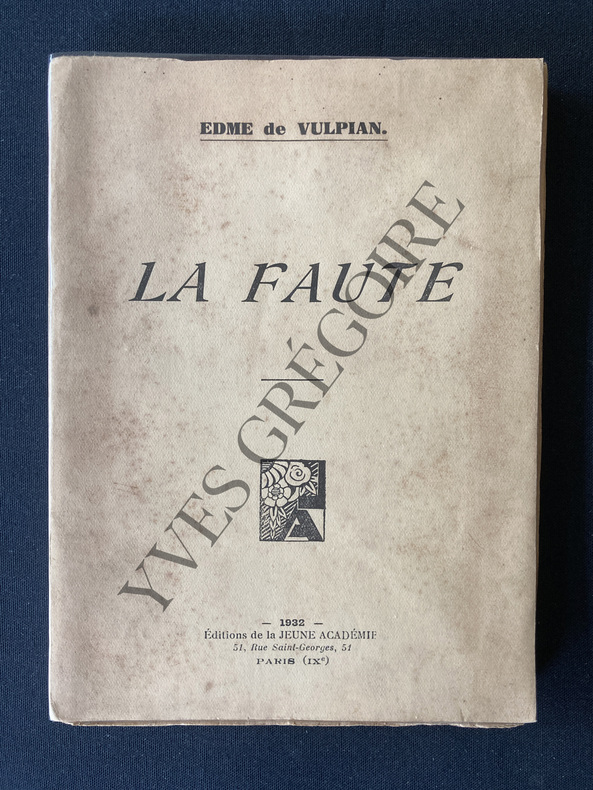 EDME de VULPIAN.
LA FAUTE
YVES GRÉGOIRE
— 1932 —
Éditions de la JEUNE ACADÉMIE
51, Rue Saint-Georges, 51
PARIS (IXe)